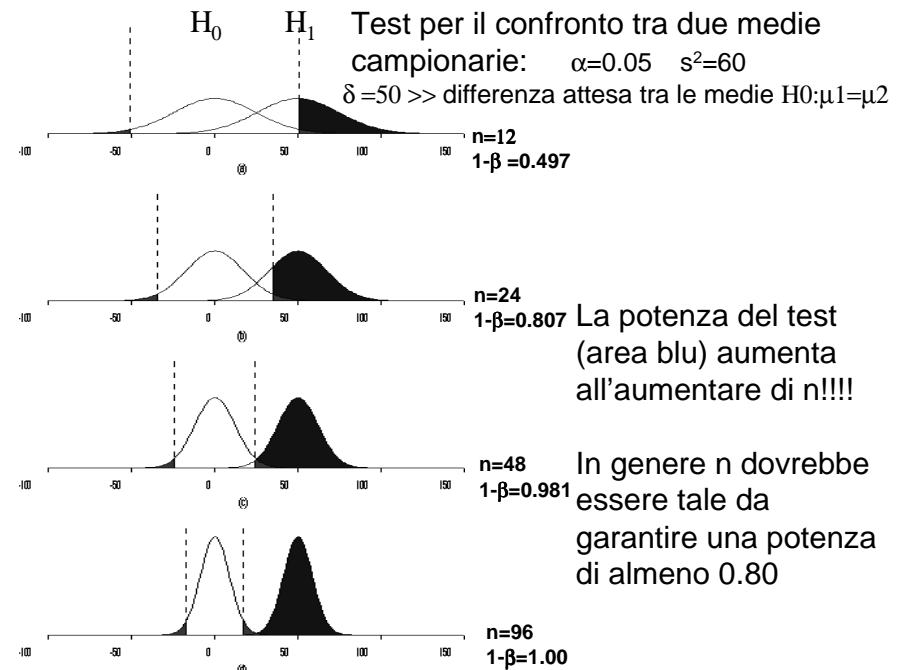 H0 H1 Test per il confronto tra due medie
campionarie: α=0.05 s²=60
δ =50 >> differenza attesa tra le medie H0:μ1=μ2
-50 0 50 100 150
(a)
n=12
1-β =0.497
-50 0 50 100 150
(b)
n=24
1-β=0.807
La potenza del test
(area blu) aumenta
all'aumentare di n!!!!
-50 0 50 100 150
(c)
n=48
1-β=0.981
In genere n dovrebbe
essere tale da
garantire una potenza
di almeno 0.80
-50 0 50 100 150
n=96
1-β=1.00